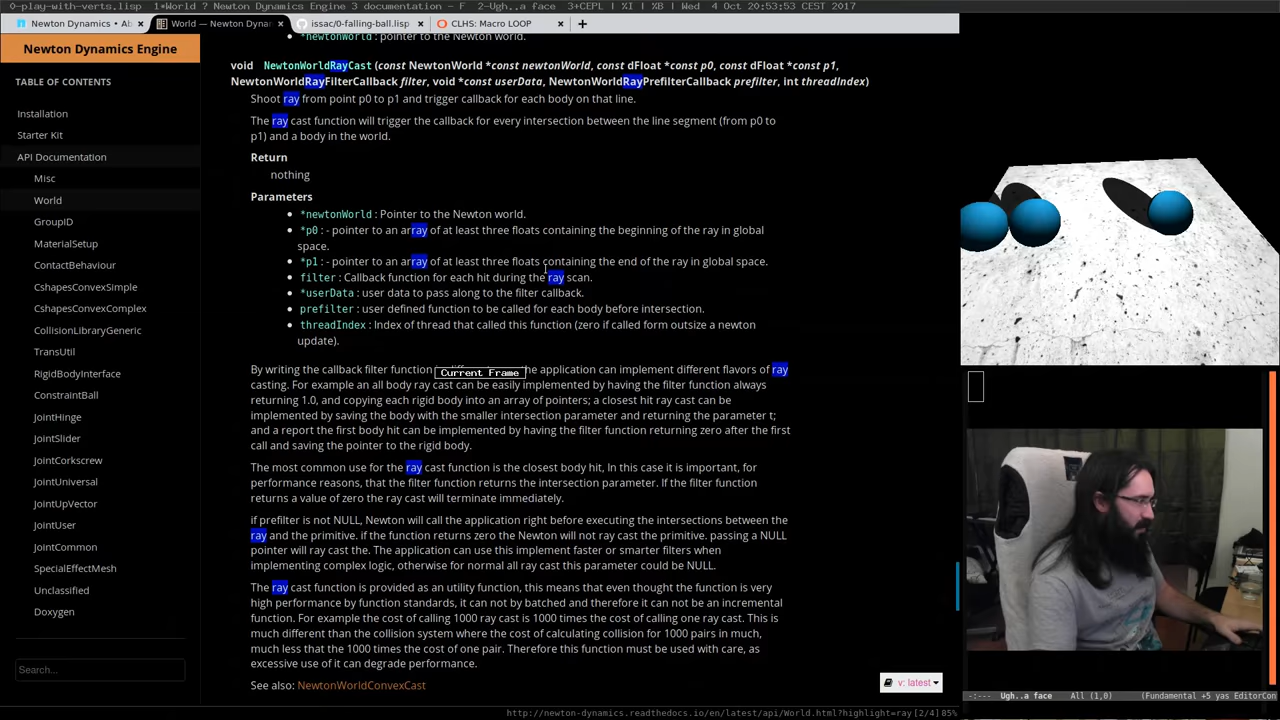 0-play-with-verts.lisp 1*World ? Newton Dynamics Engine 3 documentation - F 2-Ugh..a face 3+CEPL | %I | %B | Wed 4 Oct 20:53:53 CEST 2017
Newton Dynamics • Ab
World — Newton Dynam
issac/0-falling-ball.lisp
CLHS: Macro LOOP
Newton Dynamics Engine
TABLE OF CONTENTS
Installation
Starter Kit
API Documentation
Misc
World
GroupID
MaterialSetup
ContactBehaviour
CshapesConvexSimple
CshapesConvexComplex
CollisionLibraryGeneric
TransUtil
RigidBodyInterface
ConstraintBall
JointHinge
JointSlider
JointCorkscrew
JointUniversal
JointUpVector
JointUser
JointCommon
SpecialEffectMesh
Unclassified
Doxygen
Search...
*newtonWorld : pointer to the Newton world.
void NewtonWorldRayCast (const NewtonWorld *const newtonWorld, const dFloat *const p0, const dFloat *const p1,
NewtonWorldRayFilterCallback filter, void *const userData, NewtonWorldRayPrefilterCallback prefilter, int threadIndex)
Shoot ray from point p0 to p1 and trigger callback for each body on that line.
The ray cast function will trigger the callback for every intersection between the line segment (from p0 to
p1) and a body in the world.
Return
nothing
Parameters
*newtonWorld : Pointer to the Newton world.
*p0 : - pointer to an array of at least three floats containing the beginning of the ray in global
space.
*p1 : - pointer to an array of at least three floats containing the end of the ray in global space.
filter : Callback function for each hit during the ray scan.
*userData : user data to pass along to the filter callback.
prefilter : user defined function to be called for each body before intersection.
threadIndex : Index of thread that called this function (zero if called form outsize a newton
update).
By writing the callback filter function the application can implement different flavors of ray
Current Frame
casting. For example an all body ray cast can be easily implemented by having the filter function always
returning 1.0, and copying each rigid body into an array of pointers; a closest hit ray cast can be
implemented by saving the body with the smaller intersection parameter and returning the parameter t;
and a report the first body hit can be implemented by having the filter function returning zero after the first
call and saving the pointer to the rigid body.
The most common use for the ray cast function is the closest body hit, In this case it is important, for
performance reasons, that the filter function returns the intersection parameter. If the filter function
returns a value of zero the ray cast will terminate immediately.
if prefilter is not NULL, Newton will call the application right before executing the intersections between the
ray and the primitive. if the function returns zero the Newton will not ray cast the primitive. passing a NULL
pointer will ray cast the. The application can use this implement faster or smarter filters when
implementing complex logic, otherwise for normal all ray cast this parameter could be NULL.
The ray cast function is provided as an utility function, this means that even thought the function is very
high performance by function standards, it can not by batched and therefore it can not be an incremental
function. For example the cost of calling 1000 ray cast is 1000 times the cost of calling one ray cast. This is
much different than the collision system where the cost of calculating collision for 1000 pairs in much,
much less that the 1000 times the cost of one pair. Therefore this function must be used with care, as
excessive use of it can degrade performance.
See also: NewtonWorldConvexCast
v: latest
http://newton-dynamics.readthedocs.io/en/latest/api/World.html?highlight=ray [2/4] 85%
-:--- Ugh..a face All (1,0) (Fundamental +5 yas EditorCon